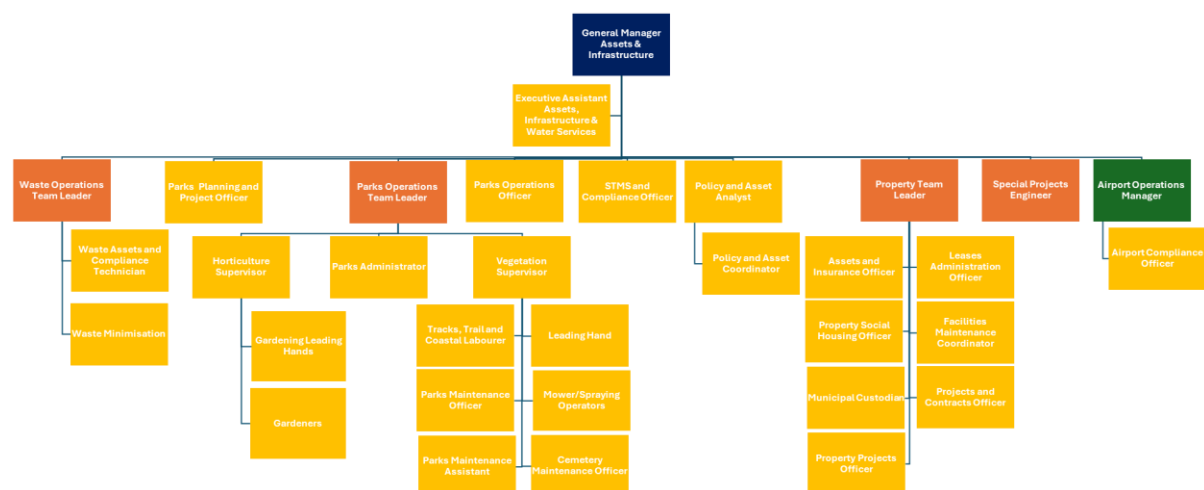 General Manager
Assets &
Infrastructure
Executive Assistant
Assets,
Infrastructure &
Water Services
Waste Operations
Team Leader
Parks Planning and
Project Officer
Parks Operations
Team Leader
Parks Operations
Officer
STMS and
Compliance Officer
Policy and Asset
Analyst
Property Team
Leader
Special Projects
Engineer
Airport Operations
Manager
Waste Assets and
Compliance
Technician
Horticulture
Supervisor
Parks Administrator
Vegetation
Supervisor
Policy and Asset
Coordinator
Assets and
Insurance Officer
Leases
Administration
Officer
Airport Compliance
Officer
Waste Minimisation
Gardening Leading
Hands
Tracks, Trail and
Coastal Labourer
Leading Hand
Property Social
Housing Officer
Facilities
Maintenance
Coordinator
Gardeners
Parks Maintenance
Officer
Mower/Spraying
Operators
Municipal Custodian
Projects and
Contracts Officer
Parks Maintenance
Assistant
Cemetery
Maintenance Officer
Property Projects
Officer